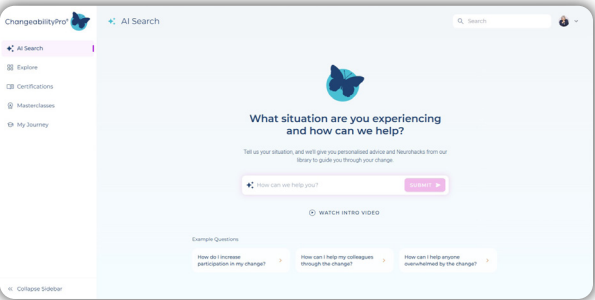 ChangeabilityPro®
AI Search
Search
AI Search
Explore
Certifications
Masterclasses
My Journey
What situation are you experiencing
and how can we help?
Tell us your situation, and we'll give you personalised advice and Neurohacks from our
library to guide you through your change.
How can we help you?
SUBMIT
WATCH INTRO VIDEO
Example Questions
How do I increase
participation in my change?
How can I help my colleagues
through the change?
How can I help anyone
overwhelmed by the change?
Collapse Sidebar